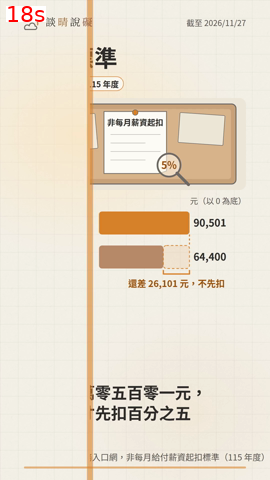 18s
談晴說礙
截至 2026/11/27
準
15 年度
非每月薪資起扣
5%
元（以 0 為底）
90,501
64,400
還差 26,101 元，不先扣
零五百零一元，
先扣百分之五
入口網，非每月給付薪資起扣標準（115 年度）